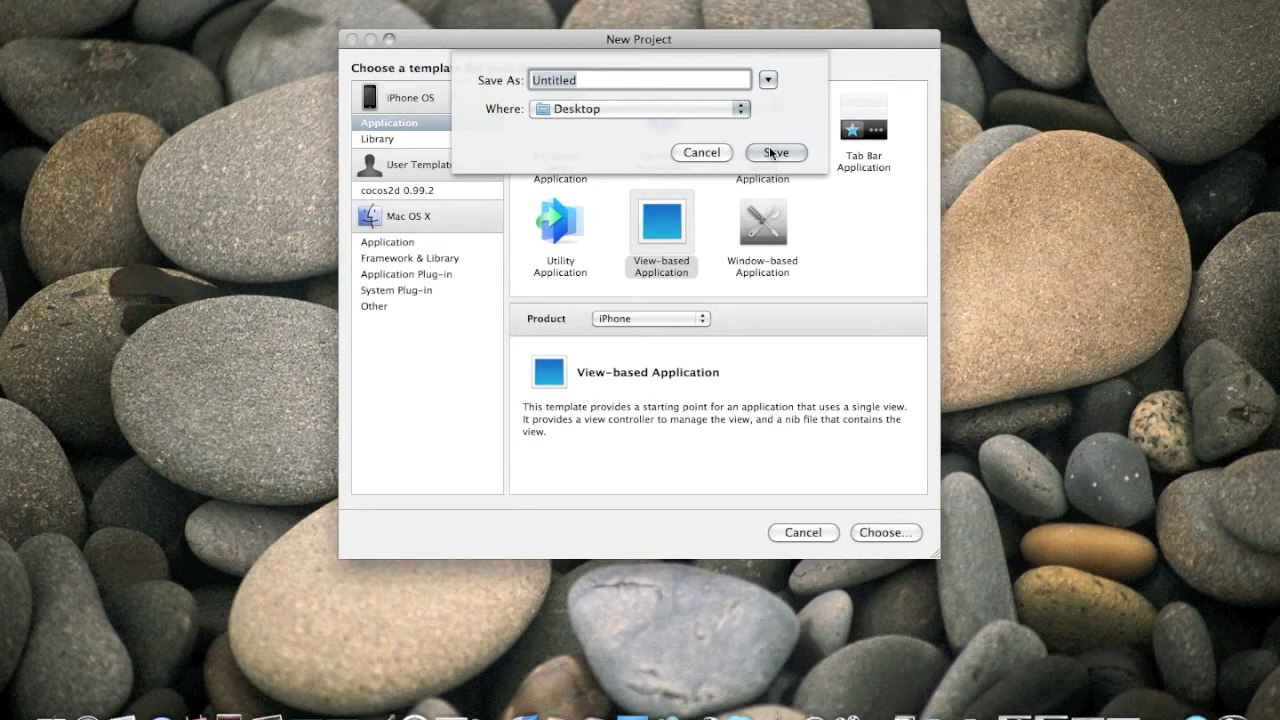 New Project
Choose a templat
Save As: Untitled
Where: Desktop
Cancel
Save
iPhone OS
Application
Library
User Templat
cocos2d 0.99.2
Mac OS X
Application
Framework & Library
Application Plug-in
System Plug-in
Other
Application
Application
Tab Bar
Application
Utility
Application
View-based
Application
Window-based
Application
Product iPhone
View-based Application
This template provides a starting point for an application that uses a single view.
It provides a view controller to manage the view, and a nib file that contains the
view.
Cancel
Choose...